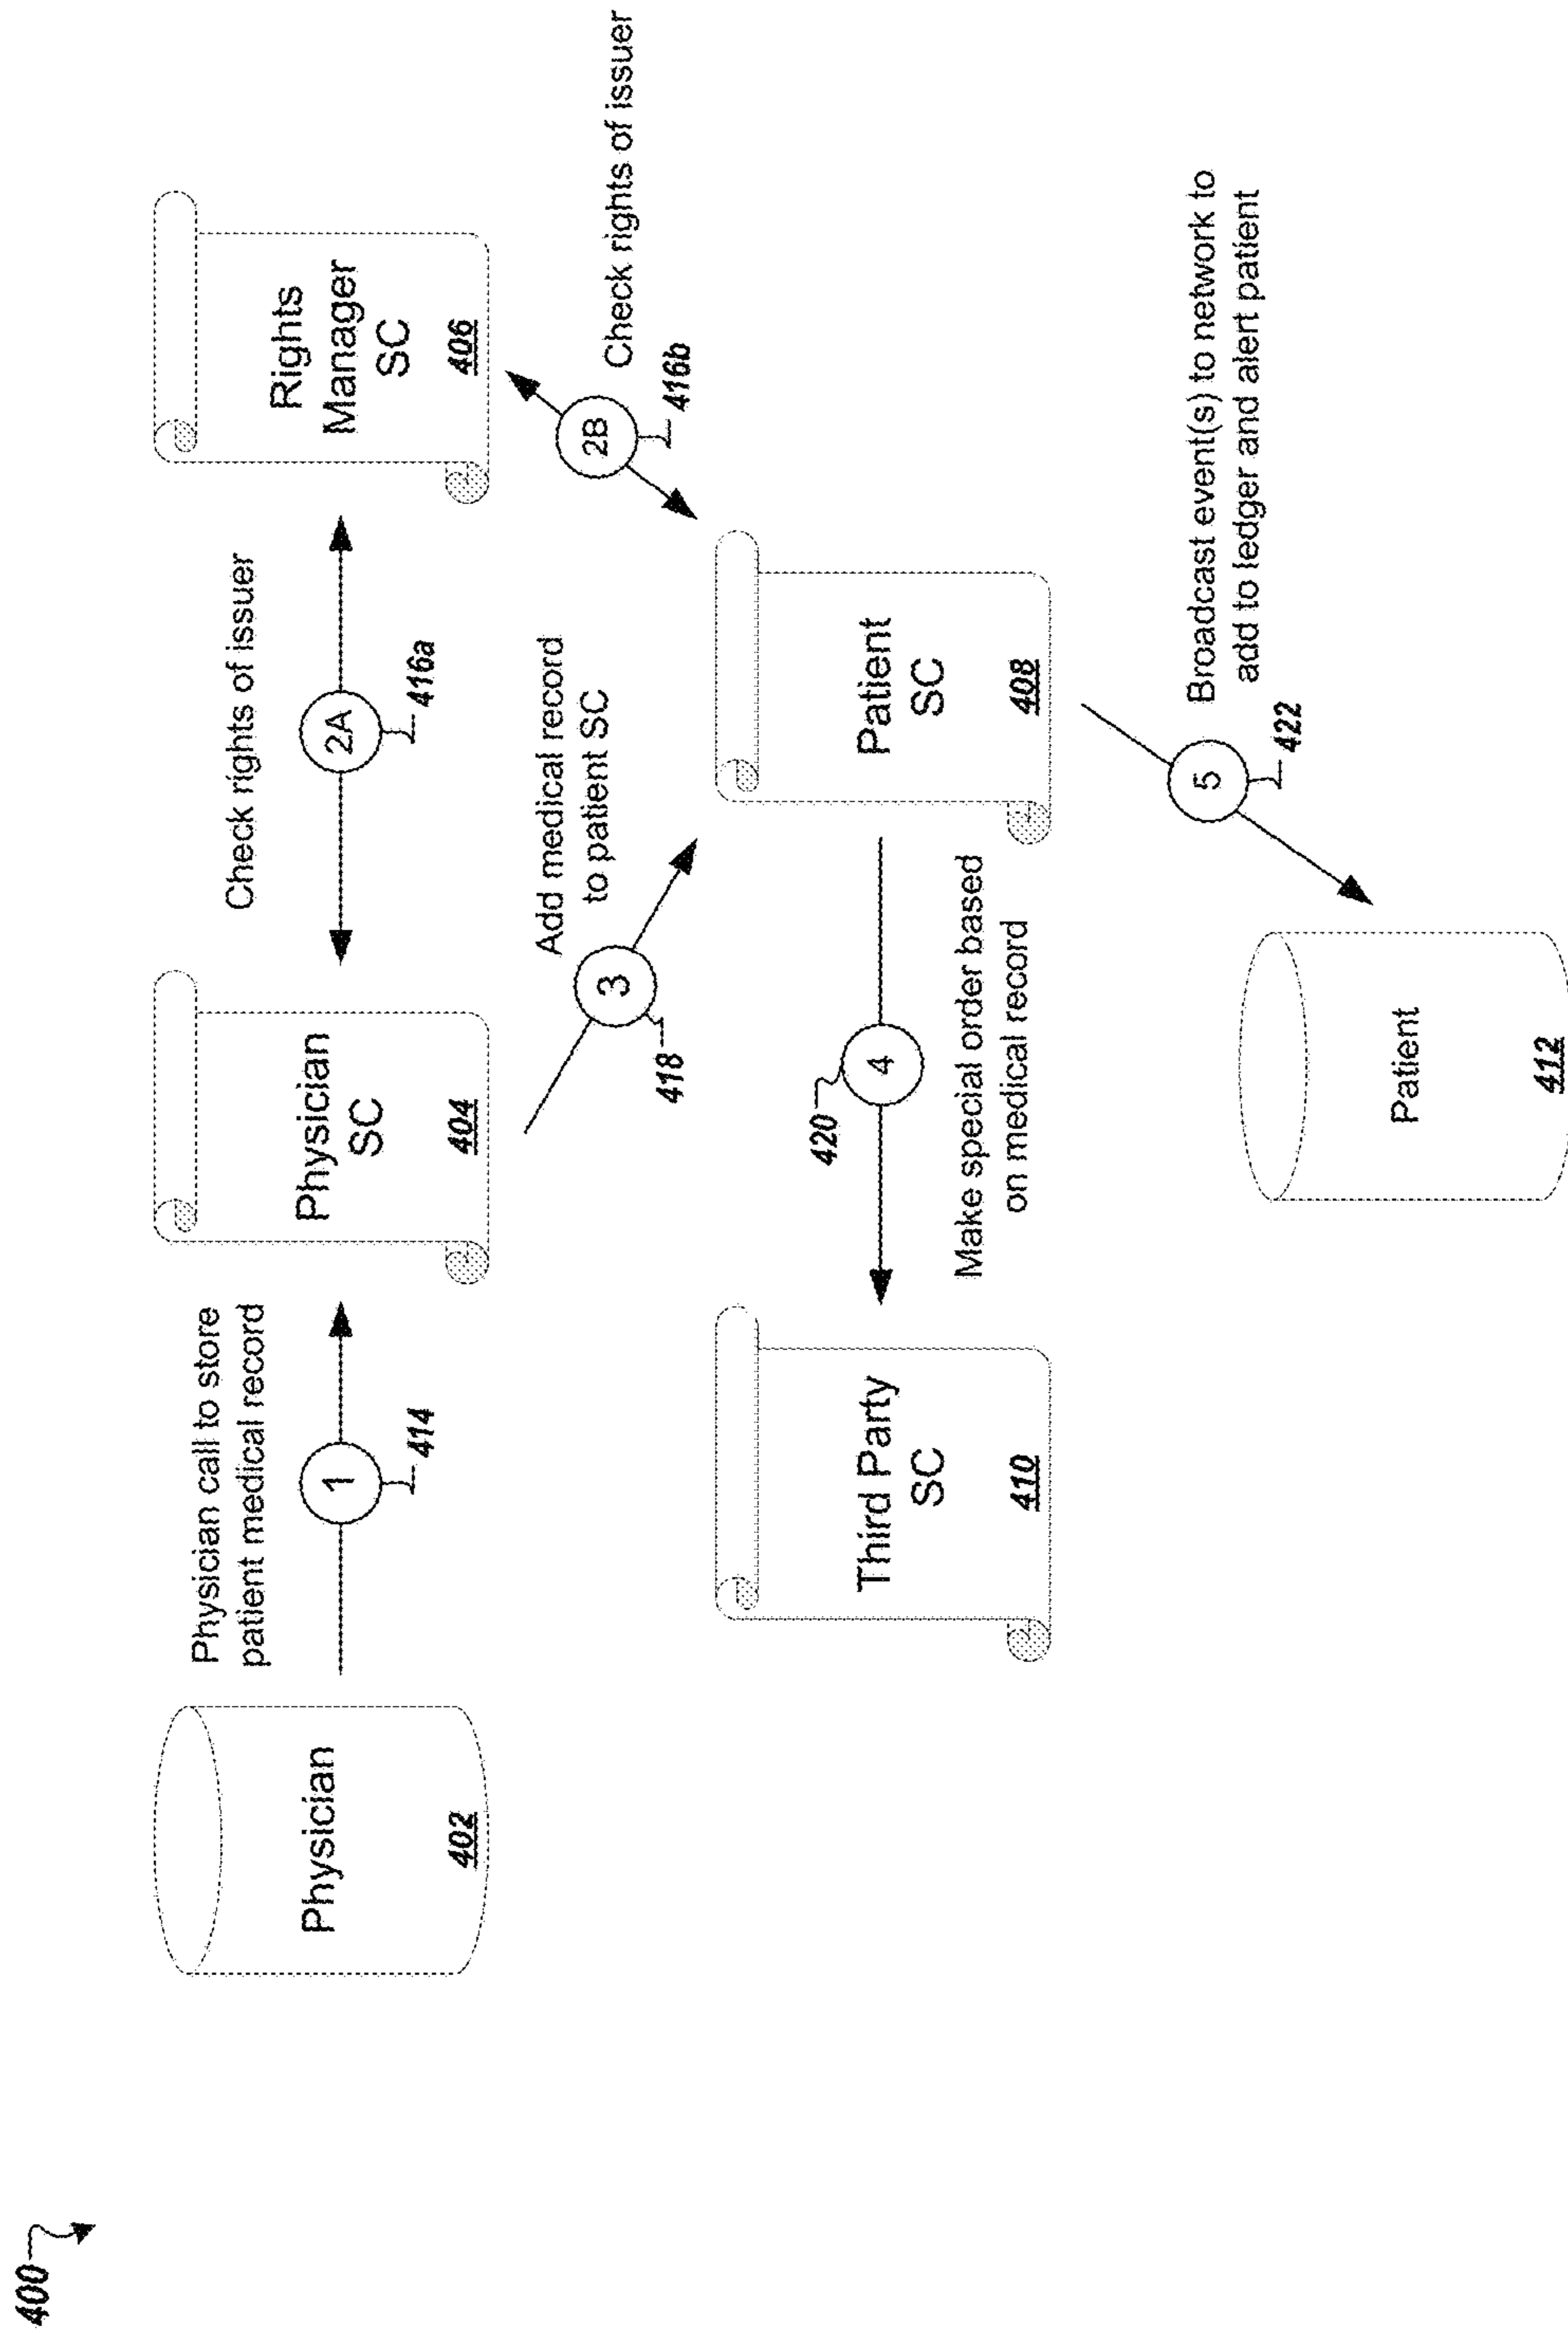 400
Physician
402
Physician call to store
patient medical record
1
414
Physician
SC
404
Check rights of issuer
2A
416a
Rights
Manager
SC
406
Add medical record
to patient SC
3
418
Check rights of issuer
2B
416b
Third Party
SC
410
420
4
Make special order based
on medical record
Patient
SC
408
Broadcast event(s) to network to
add to ledger and alert patient
5
422
Patient
412